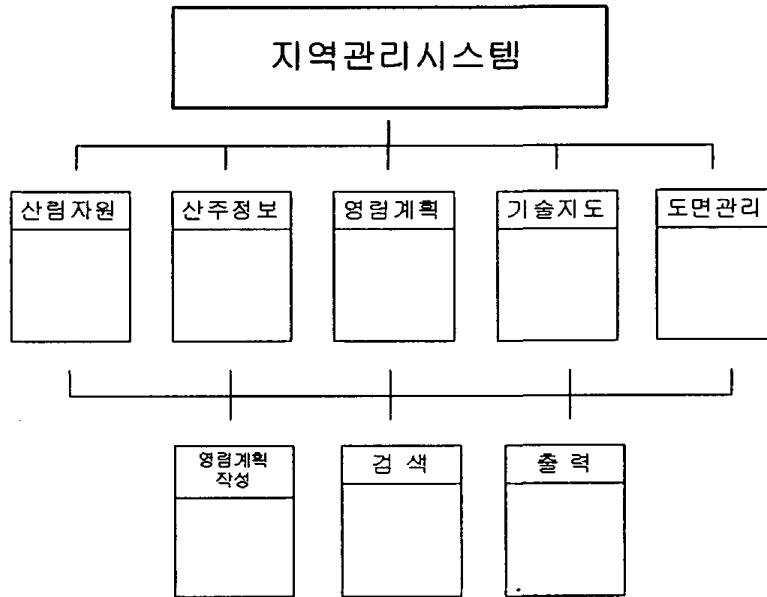 지역관리시스템
산림자원
산주정보
영림계획
기술지도
도면관리
영림계획
작성
검 색
출 력